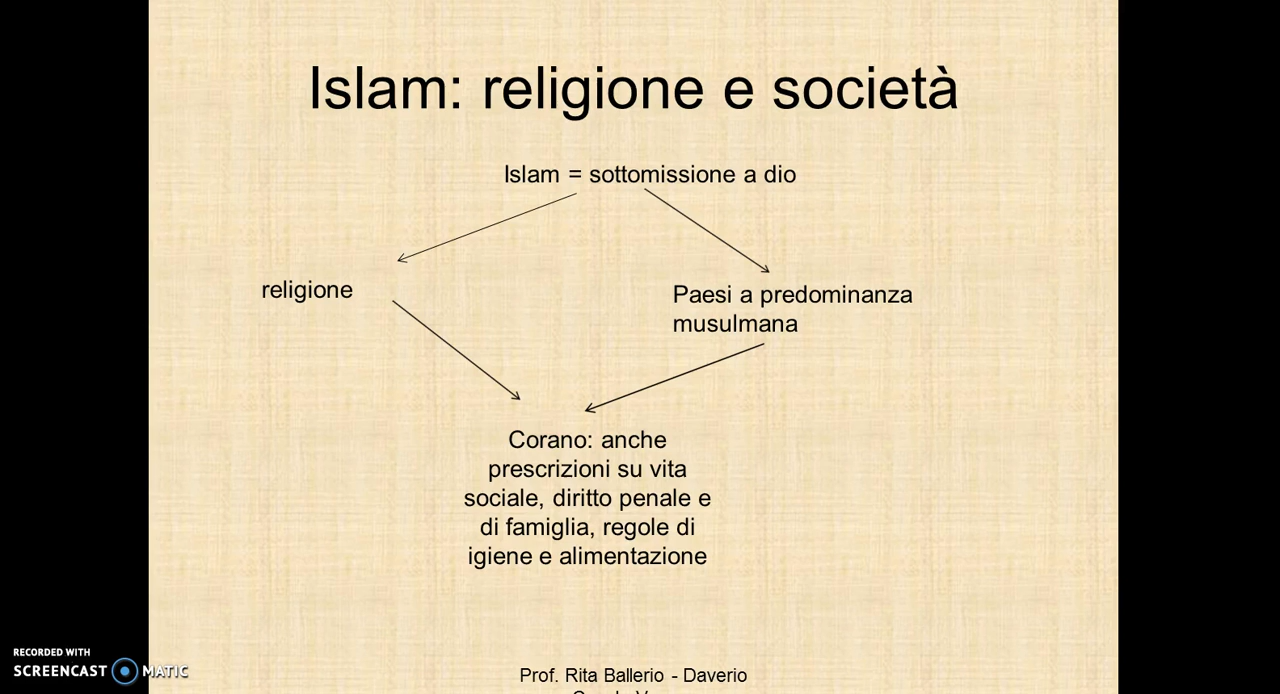 Islam: religione e società
Islam = sottomissione a dio
religione
Paesi a predominanza
musulmana
Corano: anche
prescrizioni su vita
sociale, diritto penale e
di famiglia, regole di
igiene e alimentazione
RECORDED WITH
SCREENCAST MATIC
Prof. Rita Ballerio - Daverio